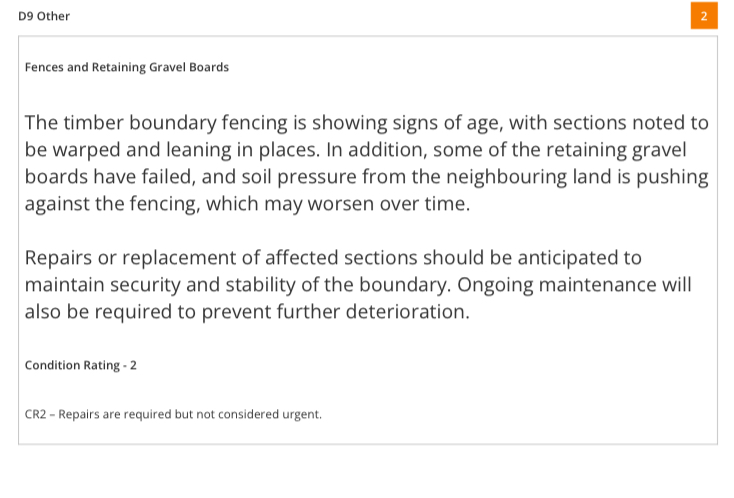 D9 Other
2
Fences and Retaining Gravel Boards
The timber boundary fencing is showing signs of age, with sections noted to
be warped and leaning in places. In addition, some of the retaining gravel
boards have failed, and soil pressure from the neighbouring land is pushing
against the fencing, which may worsen over time.
Repairs or replacement of affected sections should be anticipated to
maintain security and stability of the boundary. Ongoing maintenance will
also be required to prevent further deterioration.
Condition Rating - 2
CR2 – Repairs are required but not considered urgent.